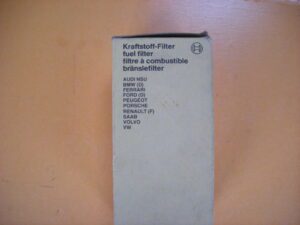 Kraftstoff-Filter
fuel filter
filtre à combustible
bränslefilter
AUDI NSU
BMW (D)
FERRARI
FORD (D)
PEUGEOT
PORSCHE
RENAULT (F)
SAAB
VOLVO
VW